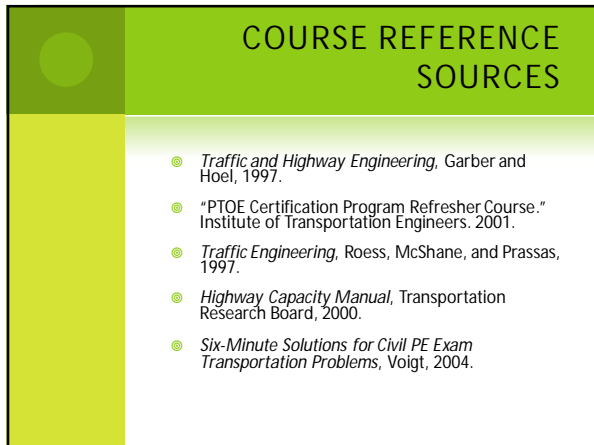 COURSE REFERENCE
SOURCES
Traffic and Highway Engineering, Garber and
Hoel, 1997.
“PTOE Certification Program Refresher Course.”
Institute of Transportation Engineers. 2001.
Traffic Engineering, Roess, McShane, and Prassas,
1997.
Highway Capacity Manual, Transportation
Research Board, 2000.
Six-Minute Solutions for Civil PE Exam
Transportation Problems, Voigt, 2004.